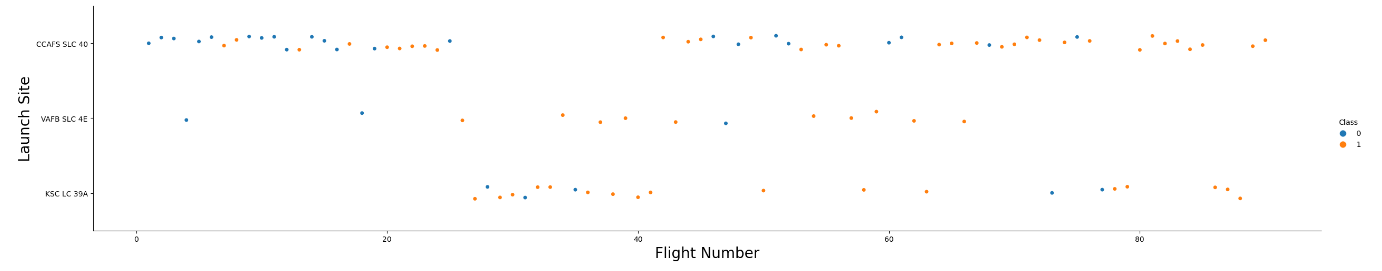 CCAFS SLC 40
VAFB SLC 4E
KSC LC 39A
Launch Site
0 20 40 60 80
Flight Number
Class
0
1